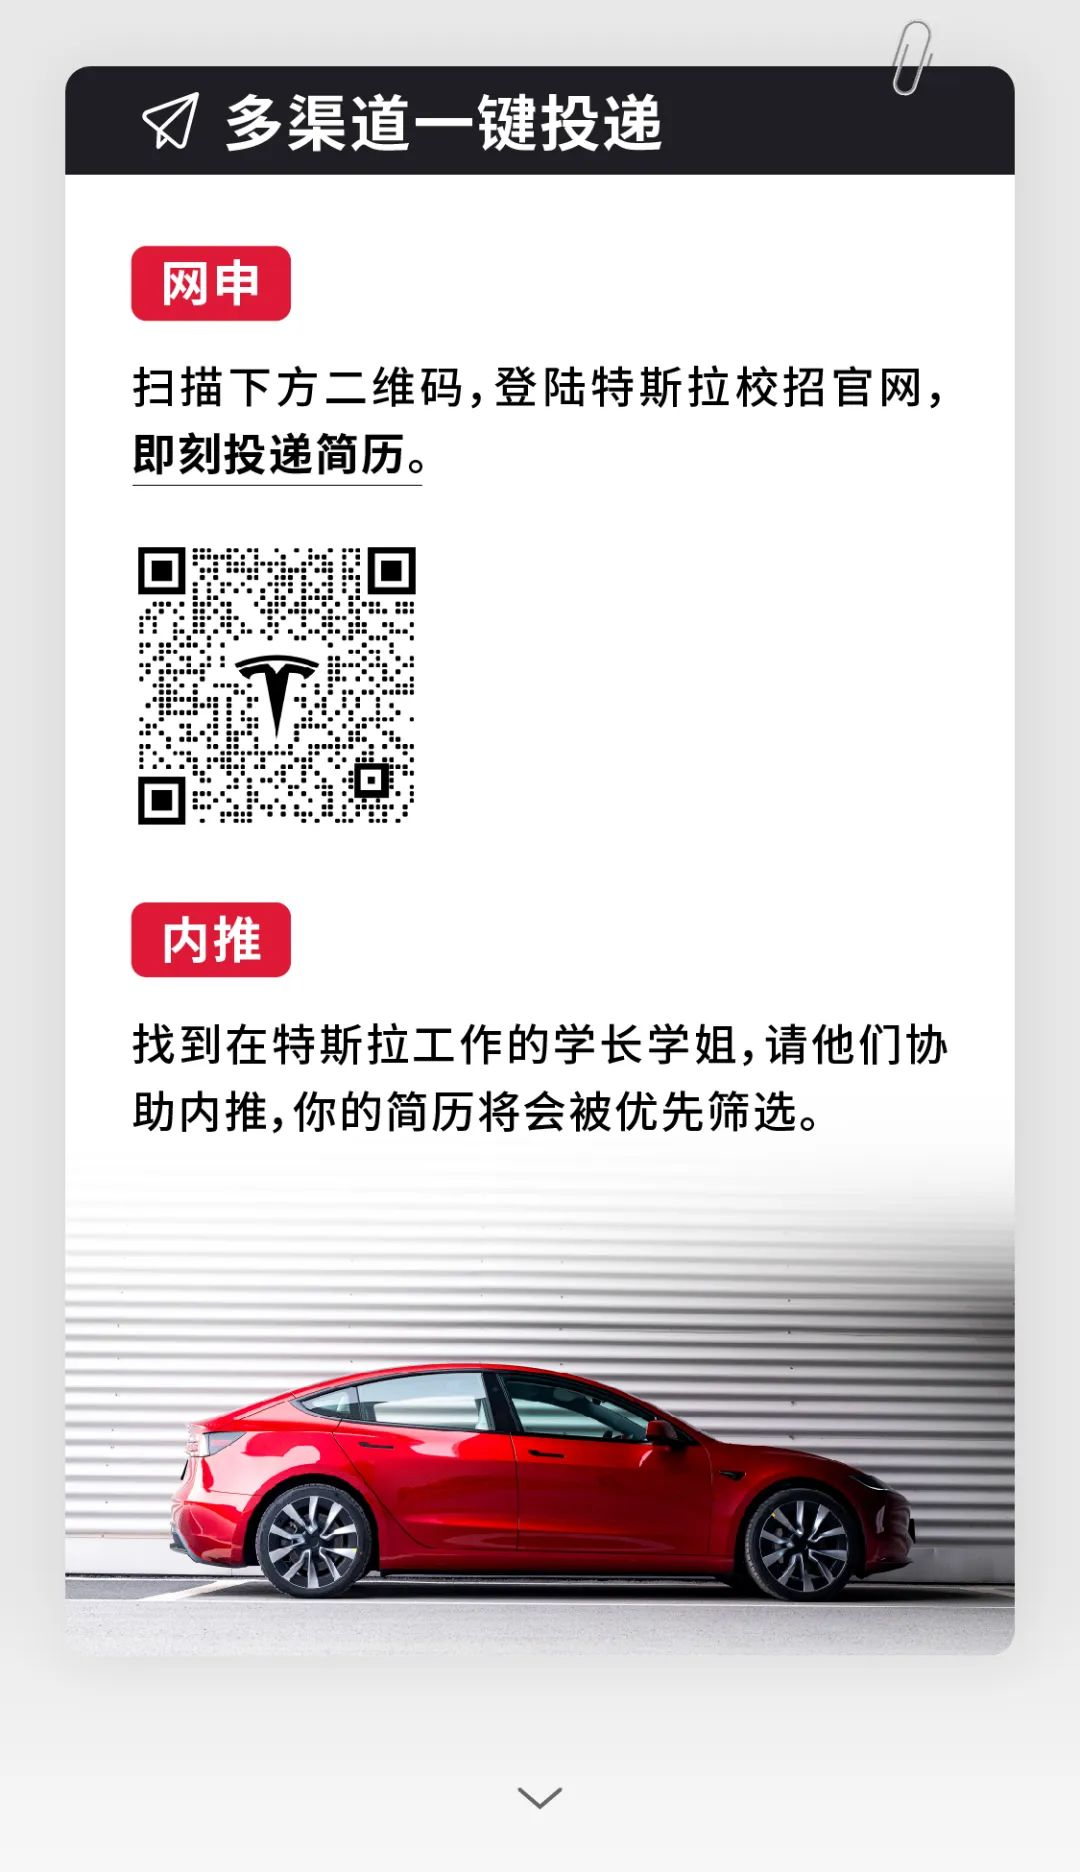 多渠道一键投递
网申
扫描下方二维码，登陆特斯拉校招官网，
即刻投递简历。
内推
找到在特斯拉工作的学长学姐，请他们协
助内推，你的简历将会被优先筛选。